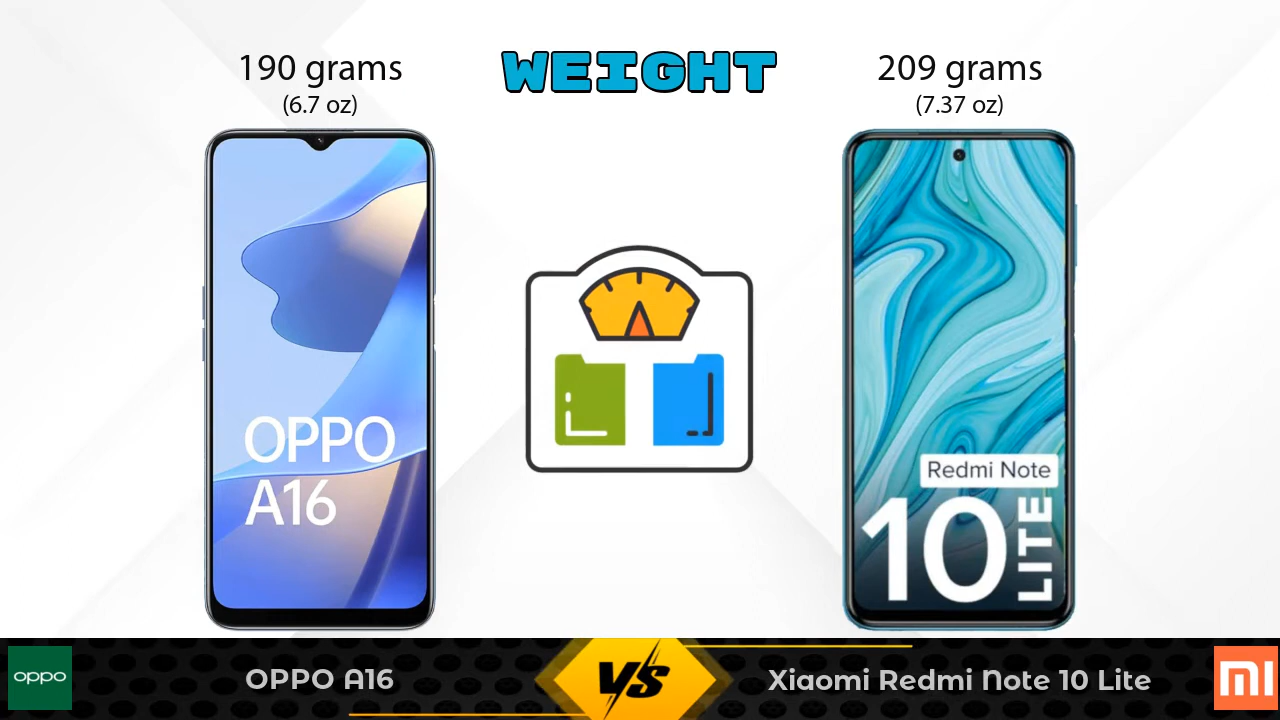 WEIGHT
190 grams
(6.7 oz)
209 grams
(7.37 oz)
OPPO
A16
Redmi Note
10 LITE
oppo
OPPO A16
VS
Xiaomi Redmi Note 10 Lite
MI